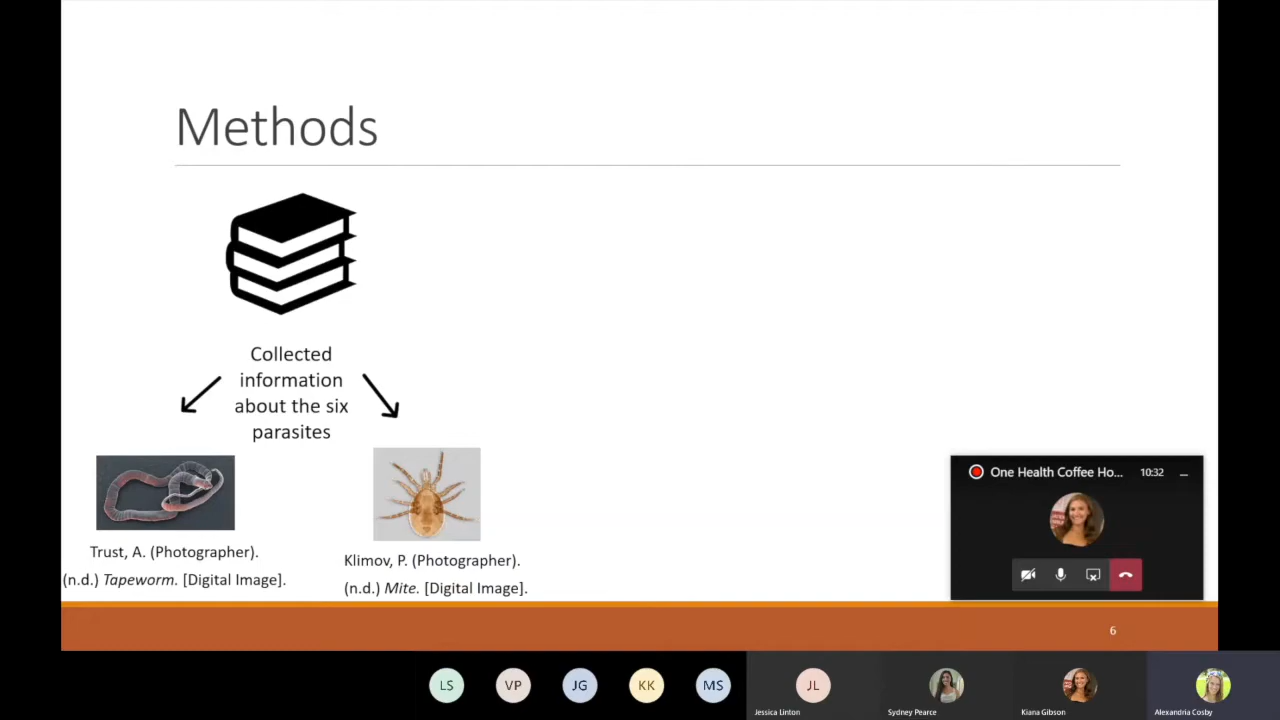 Methods
Collected
information
about the six
parasites
Trust, A. (Photographer).
(n.d.) Tapeworm. [Digital Image].
Klimov, P. (Photographer).
(n.d.) Mite. [Digital Image].
One Health Coffee Ho... 10:32
6
LS VP JG KK MS JL
Jessica Linton Sydney Pearce Kiana Gibson Alexandria Cosby